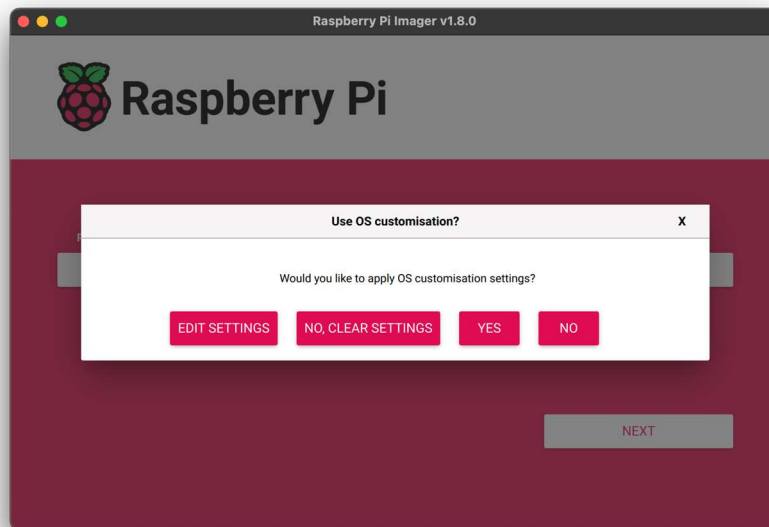 Raspberry Pi Imager v1.8.0
Raspberry Pi
Use OS customisation?
X
Would you like to apply OS customisation settings?
EDIT SETTINGS
NO, CLEAR SETTINGS
YES
NO
NEXT